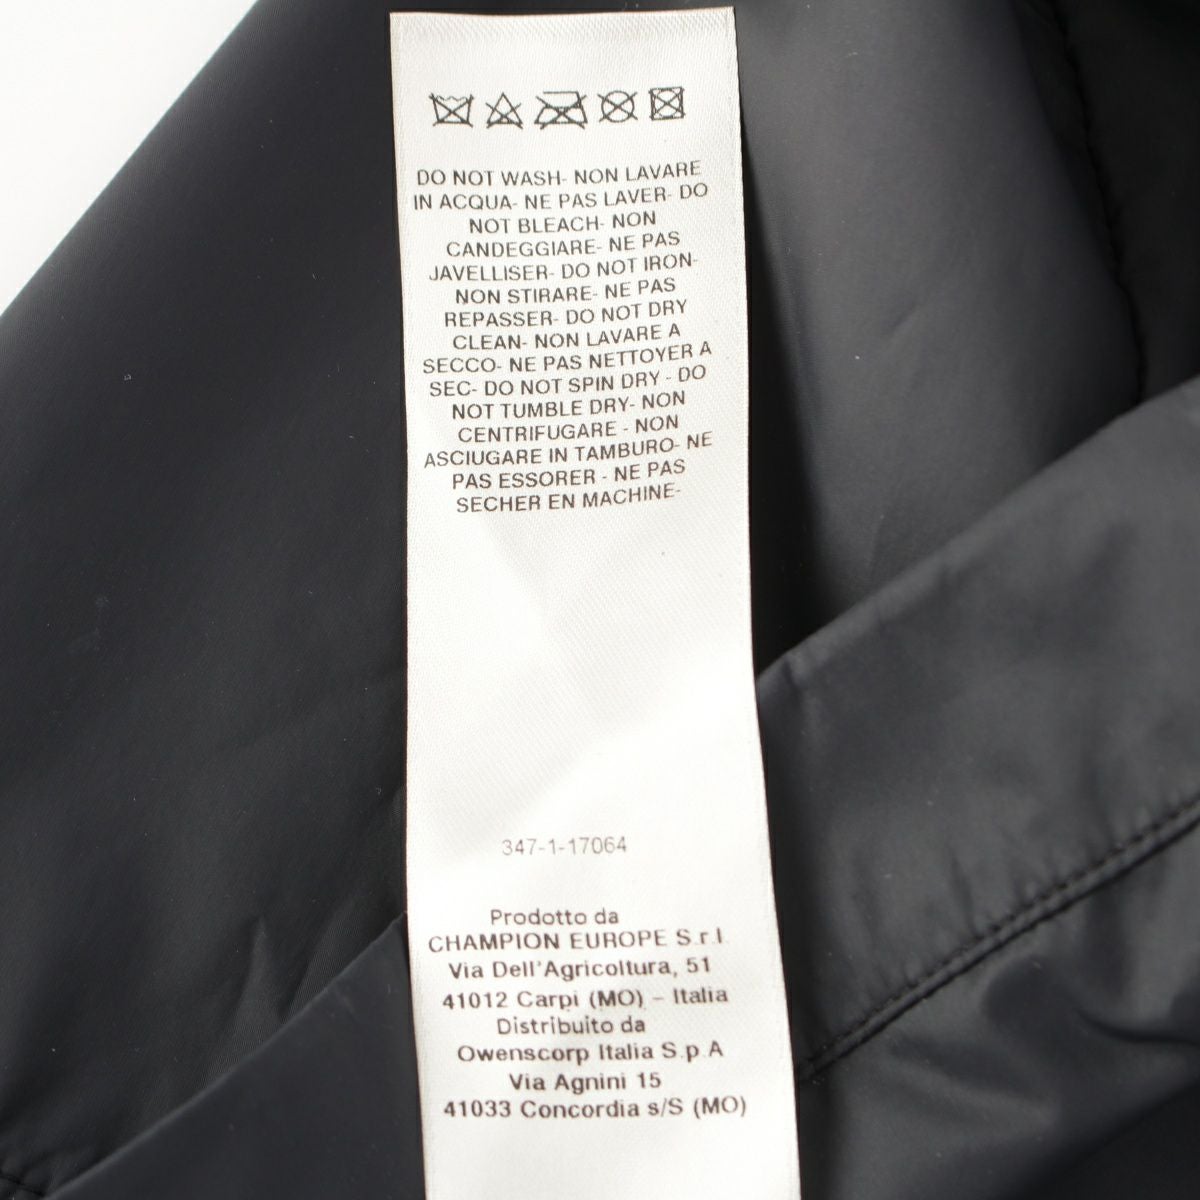 DO NOT WASH- NON LAVARE
IN ACQUA- NE PAS LAVER- DO
NOT BLEACH- NON
CANDEGGIARE- NE PAS
JAVELLISER- DO NOT IRON-
NON STIRARE- NE PAS
REPASSER- DO NOT DRY
CLEAN- NON LAVARE A
SECCO- NE PAS NETTOYER A
SEC- DO NOT SPIN DRY - DO
NOT TUMBLE DRY- NON
CENTRIFUGARE - NON
ASCIUGARE IN TAMBURO- NE
PAS ESSORER - NE PAS
SECHER EN MACHINE-
347-1-17064
Prodotto da
CHAMPION EUROPE S.r.l.
Via Dell'Agricoltura, 51
41012 Carpi (MO) – Italia
Distribuito da
Owenscorp Italia S.p.A
Via Agnini 15
41033 Concordia s/S (MO)